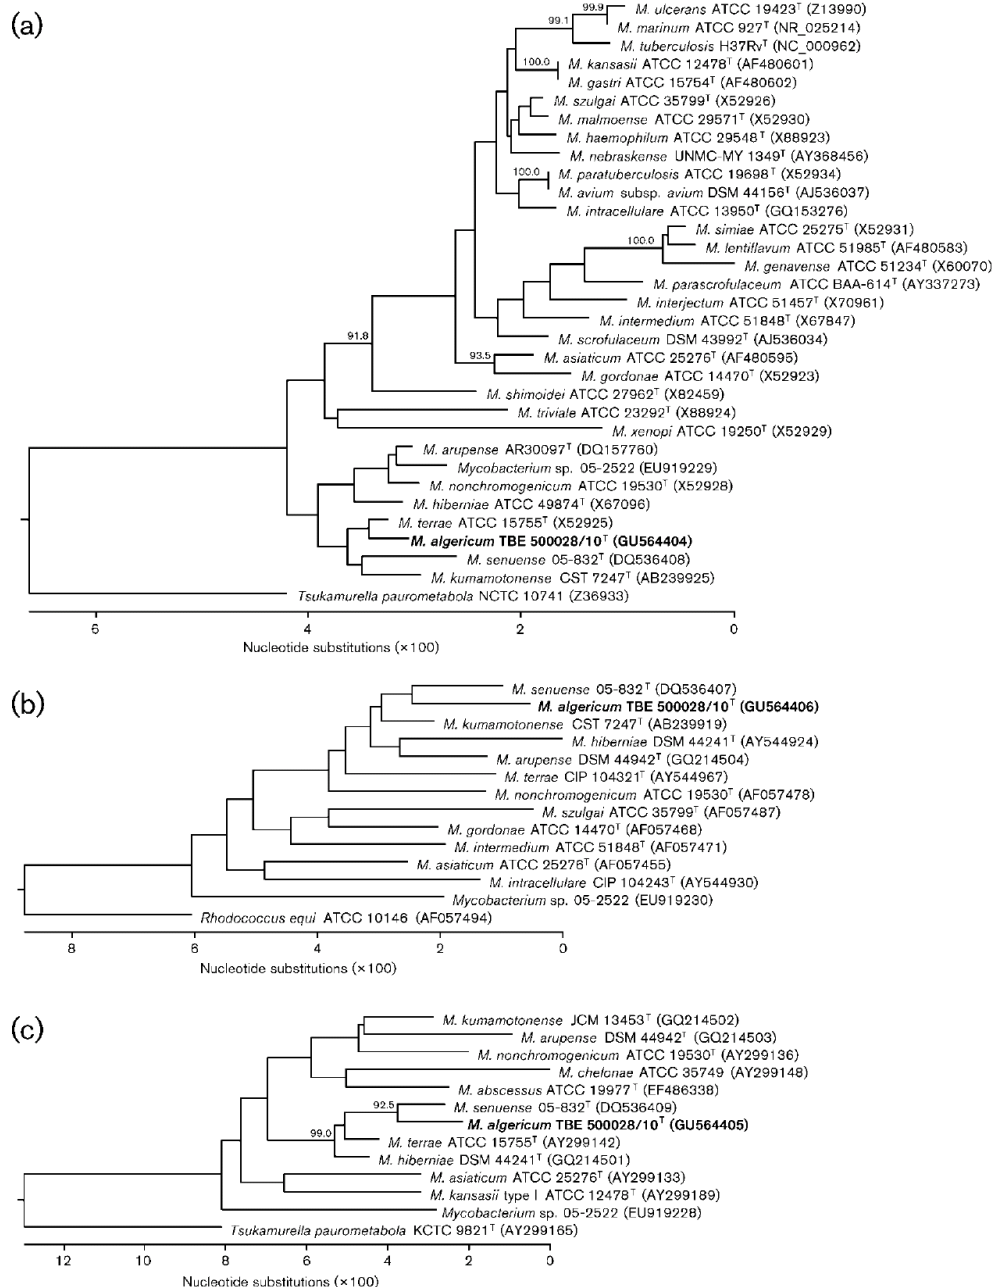 (a)
99.9
M. ulcerans ATCC 19423ᵀ (Z13990)
99.1
M. marinum ATCC 927ᵀ (NR_025214)
M. tuberculosis H37Rvᵀ (NC_000962)
100.0
M. kansasii ATCC 12478ᵀ (AF480601)
M. gastri ATCC 15754ᵀ (AF480602)
M. szulgai ATCC 35799ᵀ (X52926)
M. malmoense ATCC 29571ᵀ (X52930)
M. haemophilum ATCC 29548ᵀ (X88923)
M. nebraskense UNMC-MY 1349ᵀ (AY368456)
100.0
M. paratuberculosis ATCC 19698ᵀ (X52934)
M. avium subsp. avium DSM 44156ᵀ (AJ536037)
M. intracellulare ATCC 13950ᵀ (GQ153276)
M. simiae ATCC 25275ᵀ (X52931)
100.0
M. lentiflavum ATCC 51985ᵀ (AF480583)
M. genavense ATCC 51234ᵀ (X60070)
M. parascrofulaceum ATCC BAA-614ᵀ (AY337273)
M. interjectum ATCC 51457ᵀ (X70961)
M. intermedium ATCC 51848ᵀ (X67847)
91.8
M. scrofulaceum DSM 43992ᵀ (AJ536034)
93.5
M. asiaticum ATCC 25276ᵀ (AF480595)
M. gordonae ATCC 14470ᵀ (X52923)
M. shimoidei ATCC 27962ᵀ (X82459)
M. triviale ATCC 23292ᵀ (X88924)
M. xenopi ATCC 19250ᵀ (X52929)
M. arupense AR30097ᵀ (DQ157760)
Mycobacterium sp. 05-2522 (EU919229)
M. nonchromogenicum ATCC 19530ᵀ (X52928)
M. hiberniae ATCC 49874ᵀ (X67096)
M. terrae ATCC 15755ᵀ (X52925)
M. algericum TBE 500028/10ᵀ (GU564404)
M. senuense 05-832ᵀ (DQ536408)
M. kumamotonense CST 7247ᵀ (AB239925)
Tsukamurella paurometabola NCTC 10741 (Z36933)
6 4 2 0
Nucleotide substitutions (×100)
(b)
M. senuense 05-832ᵀ (DQ536407)
M. algericum TBE 500028/10ᵀ (GU564406)
M. kumamotonense CST 7247ᵀ (AB239919)
M. hiberniae DSM 44241ᵀ (AY544924)
M. arupense DSM 44942ᵀ (GQ214504)
M. terrae CIP 104321ᵀ (AY544967)
M. nonchromogenicum ATCC 19530ᵀ (AF057478)
M. szulgai ATCC 35799ᵀ (AF057487)
M. gordonae ATCC 14470ᵀ (AF057468)
M. intermedium ATCC 51848ᵀ (AF057471)
M. asiaticum ATCC 25276ᵀ (AF057455)
M. intracellulare CIP 104243ᵀ (AY544930)
Mycobacterium sp. 05-2522 (EU919230)
Rhodococcus equi ATCC 10146 (AF057494)
8 6 4 2 0
Nucleotide substitutions (×100)
(c)
M. kumamotonense JCM 13453ᵀ (GQ214502)
M. arupense DSM 44942ᵀ (GQ214503)
M. nonchromogenicum ATCC 19530ᵀ (AY299136)
M. chelonae ATCC 35749 (AY299148)
M. abscessus ATCC 19977ᵀ (EF486338)
92.5
M. senuense 05-832ᵀ (DQ536409)
M. algericum TBE 500028/10ᵀ (GU564405)
99.0
M. terrae ATCC 15755ᵀ (AY299142)
M. hiberniae DSM 44241ᵀ (GQ214501)
M. asiaticum ATCC 25276ᵀ (AY299133)
M. kansasii type I ATCC 12478ᵀ (AY299189)
Mycobacterium sp. 05-2522 (EU919228)
Tsukamurella paurometabola KCTC 9821ᵀ (AY299165)
12 10 8 6 4 2 0
Nucleotide substitutions (×100)